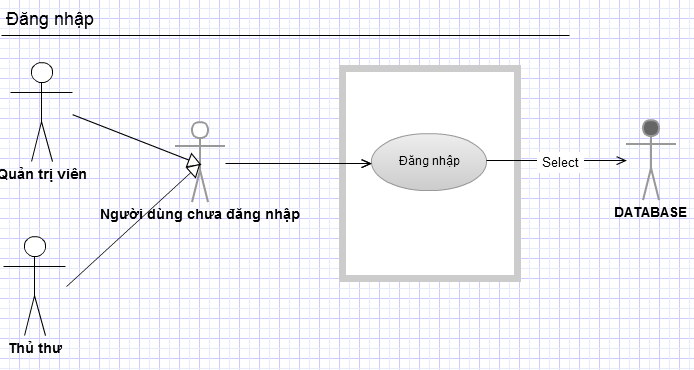 Đăng nhập
Quản trị viên
Người dùng chưa đăng nhập
Đăng nhập
Select
DATABASE
Thủ thư